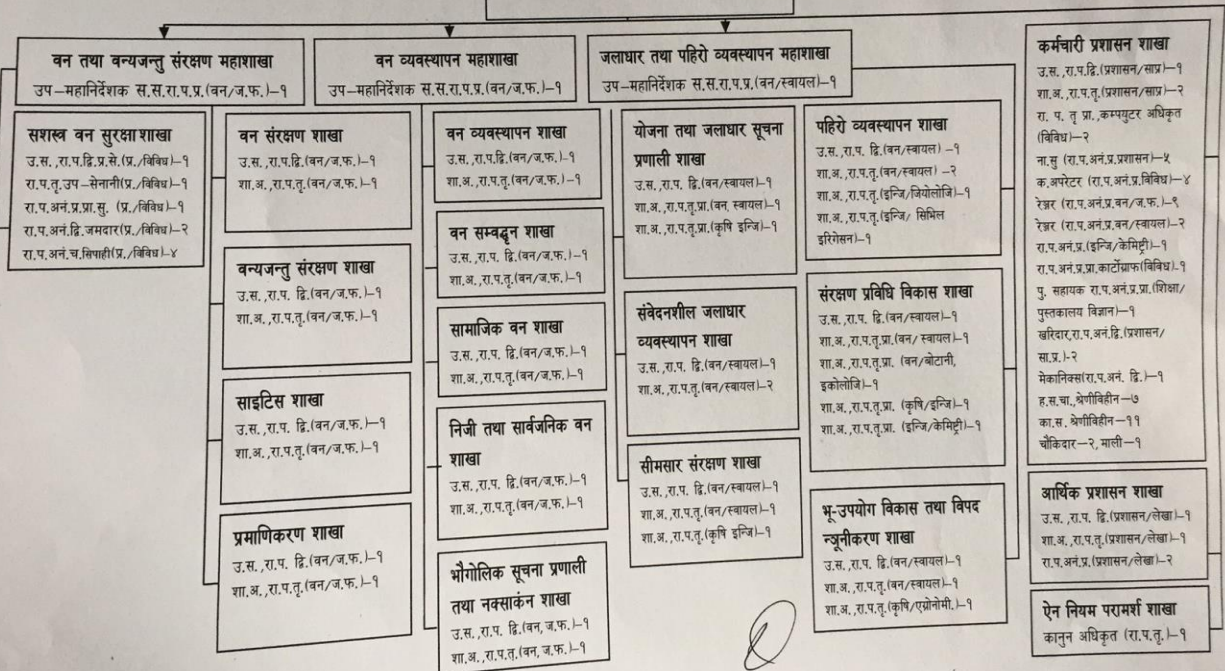 वन तथा वन्यजन्तु संरक्षण महाशाखा
उप-महानिर्देशक स.स.रा.प.प्र.(वन/ज.फ.)-१
सशस्त्र वन सुरक्षा शाखा
उ.स.,रा.प.द्वि.प्र.से.(प्र./विविध)-१
रा.प.तृ.उप-सेनानी(प्र./विविध)-१
रा.प.अनं.प्र.प्रा.सु. (प्र./विविध)-१
रा.प.अनं.द्वि.जमदार(प्र./विविध)-२
रा.प.अनं.च.सिपाही(प्र./विविध)-४
वन संरक्षण शाखा
उ.स.,रा.प.द्वि.(वन/ज.फ.)-१
शा.अ.,रा.प.तृ.(वन/ज.फ.)-१
वन्यजन्तु संरक्षण शाखा
उ.स.,रा.प. द्वि.(वन/ज.फ.)-१
शा.अ.,रा.प.तृ.(वन/ज.फ.)-१
साइटिस शाखा
उ.स.,रा.प. द्वि.(वन/ज.फ.)-१
शा.अ.,रा.प.तृ.(वन/ज.फ.)-१
प्रमाणिकरण शाखा
उ.स.,रा.प. द्वि.(वन/ज.फ.)-१
शा.अ.,रा.प.तृ.(वन/ज.फ.)-१
वन व्यवस्थापन महाशाखा
उप-महानिर्देशक स.स.रा.प.प्र.(वन/ज.फ.)-१
वन व्यवस्थापन शाखा
उ.स.,रा.प. द्वि.(वन/ज.फ.)-१
शा.अ.,रा.प.तृ.(वन/ज.फ.)-१
वन सम्वर्द्धन शाखा
उ.स.,रा.प. द्वि.(वन/ज.फ.)-१
शा.अ.,रा.प.तृ.(वन/ज.फ.)-१
सामाजिक वन शाखा
उ.स.,रा.प. द्वि.(वन/ज.फ.)-१
शा.अ.,रा.प.तृ.(वन/ज.फ.)-१
निजी तथा सार्वजनिक वन
शाखा
उ.स.,रा.प. द्वि.(वन/ज.फ.)-१
शा.अ.,रा.प.तृ.(वन/ज.फ.)-१
भौगोलिक सूचना प्रणाली
तथा नक्साकंन शाखा
उ.स.,रा.प. द्वि.(वन,ज.फ.)-१
शा.अ.,रा.प.तृ.(वन,ज.फ.)-१
जलाधार तथा पहिरो व्यवस्थापन महाशाखा
उप-महानिर्देशक स.स.रा.प.प्र.(वन/स्वायल)-१
योजना तथा जलाधार सूचना
प्रणाली शाखा
उ.स.,रा.प. द्वि.(वन/स्वायल)-१
शा.अ.,रा.प.तृ.प्रा.(वन,स्वायल)-१
शा.अ.,रा.प.तृ.प्रा.(कृषि इन्जि)-१
संवेदनशील जलाधार
व्यवस्थापन शाखा
उ.स.,रा.प. द्वि.(वन/स्वायल)-१
शा.अ.,रा.प.तृ.(वन/स्वायल)-२
सीमसार संरक्षण शाखा
उ.स.,रा.प. द्वि.(वन/स्वायल)-१
शा.अ.,रा.प.तृ.(वन/स्वायल)-१
शा.अ.,रा.प.तृ.(कृषि इन्जि)-१
पहिरो व्यवस्थापन शाखा
उ.स.,रा.प. द्वि.(वन/स्वायल) -१
शा.अ.,रा.प.तृ.(वन/स्वायल) -२
शा.अ.,रा.प.तृ.(इन्जि/जियोलोजि)-१
शा.अ.,रा.प.तृ.(इन्जि/ सिभिल
इरिगेसन)-१
संरक्षण प्रविधि विकास शाखा
उ.स.,रा.प. द्वि.(वन/स्वायल)-१
शा.अ.,रा.प.तृ.प्रा.(वन/ स्वायल)-१
शा.अ.,रा.प.तृ.प्रा. (वन/बोटानी,
इकोलोजि)-१
शा.अ.,रा.प.तृ.प्रा. (कृषि/इन्जि)-१
शा.अ.,रा.प.तृ.प्रा. (इन्जि/केमिष्ट्री)-१
भू-उपयोग विकास तथा विपद
न्यूनीकरण शाखा
उ.स.,रा.प. द्वि.(वन/स्वायल)-१
शा.अ.,रा.प.तृ.(वन/स्वायल)-१
शा.अ.,रा.प.तृ.(कृषि/एग्रोनोमी.)-१
कर्मचारी प्रशासन शाखा
उ.स.,रा.प.द्वि.(प्रशासन/साप्र)-१
शा.अ.,रा.प.तृ.(प्रशासन/साप्र)-२
रा. प. तृ प्रा.,कम्पयुटर अधिकृत
(विविध)-२
ना.सु (रा.प.अनं.प्र.प्रशासन)-५
क.अपरेटर (रा.प.अनं.प्र.विविध)-४
रेञ्जर (रा.प.अनं.प्र.वन/ज.फ.)-९
रेञ्जर (रा.प.अनं.प्र.वन/स्वायल)-२
रा.प.अनं.प्र.(इन्जि/केमिष्ट्री)-१
रा.प.अनं.प्र.प्रा.कार्टोग्राफ(विविध)-१
पु. सहायक रा.प.अनं.प्र.प्रा.(शिक्षा/
पुस्तकालय विज्ञान)-१
खरिदार,रा.प.अनं.द्वि.(प्रशासन/
सा.प्र.)-२
मेकानिक्स(रा.प.अनं. द्वि.)-१
ह.स.चा.,श्रेणीविहीन-७
का.स. श्रेणीविहीन-११
चौकिदार-२, माली-१
आर्थिक प्रशासन शाखा
उ.स.,रा.प. द्वि.(प्रशासन/लेखा)-१
शा.अ.,रा.प.तृ.(प्रशासन/लेखा)-१
रा.प.अनं.प्र.(प्रशासन/लेखा)-२
ऐन नियम परामर्श शाखा
कानुन अधिकृत (रा.प.तृ.)-१